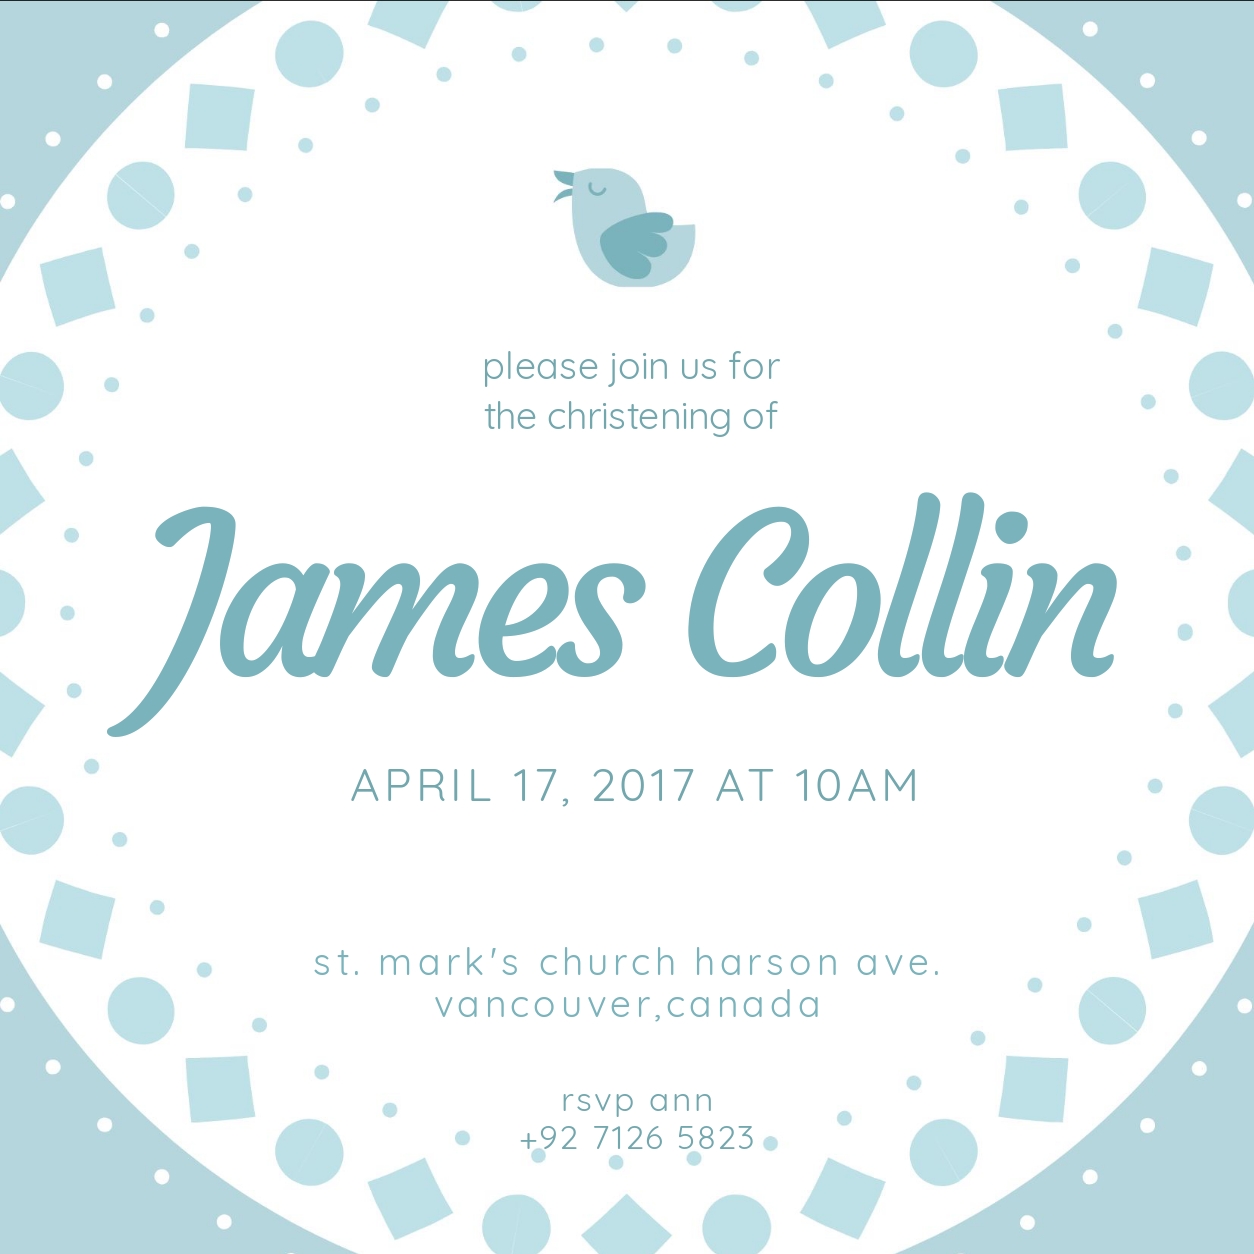 please join us for
the christening of
James Collin
APRIL 17, 2017 AT 10AM
st. mark's church harson ave.
vancouver,canada
rsvp ann
+92 7126 5823